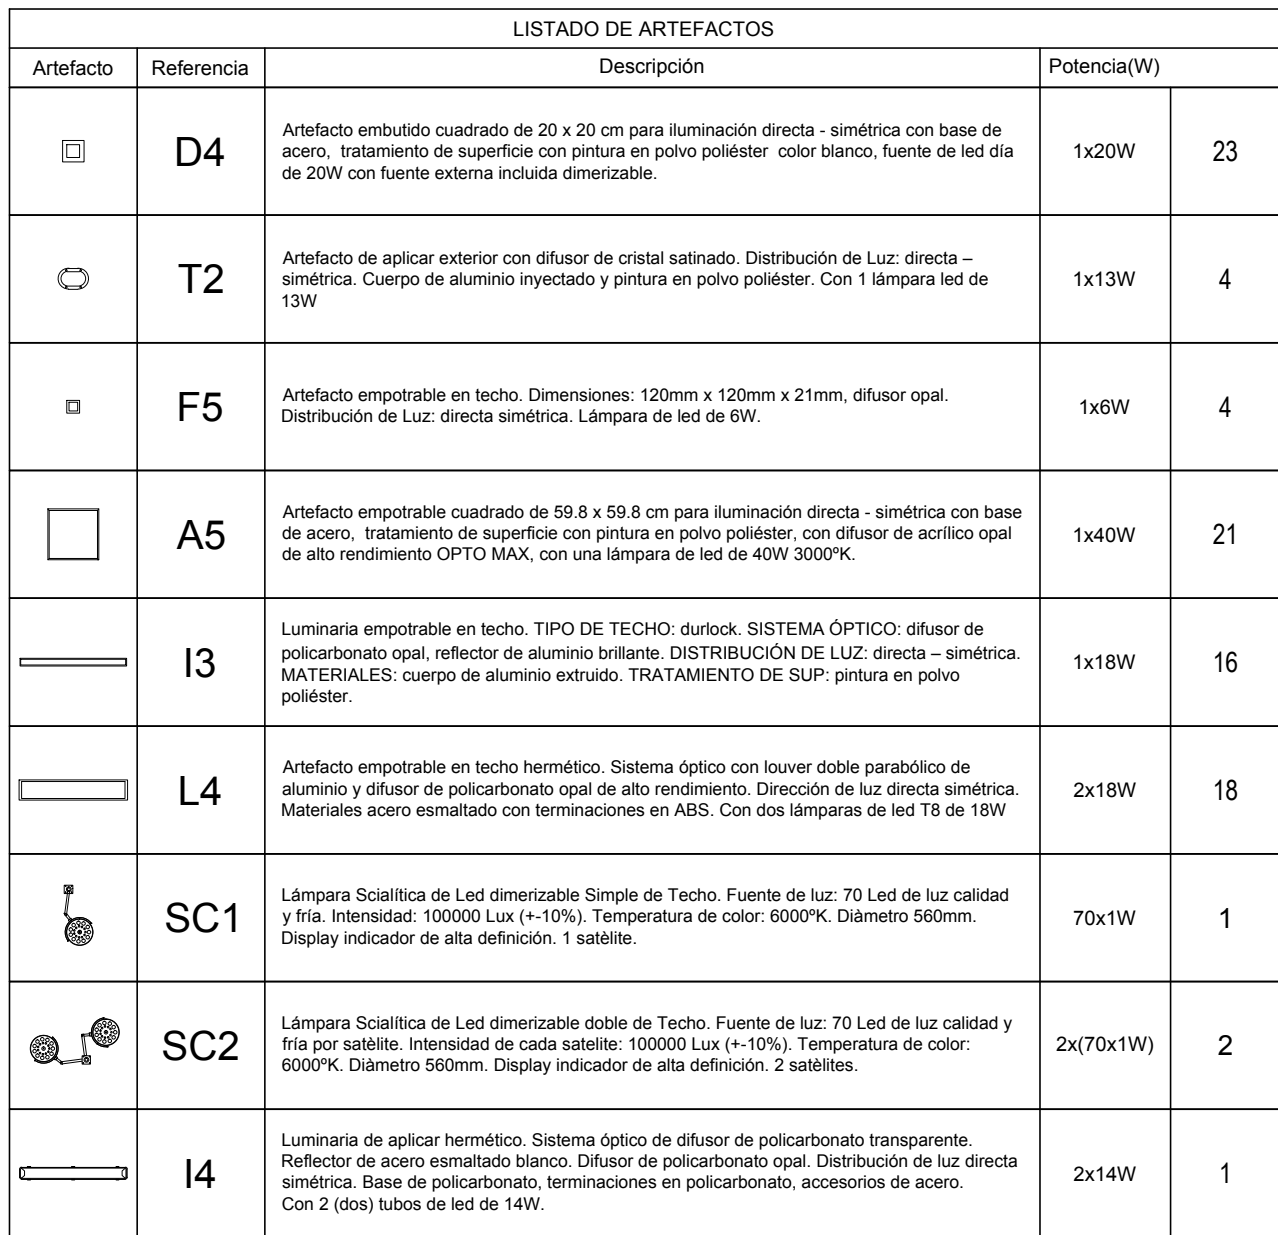 LISTADO DE ARTEFACTOS
Artefacto Referencia Descripción Potencia(W)
D4
Artefacto embutido cuadrado de 20 x 20 cm para iluminación directa - simétrica con base de
acero, tratamiento de superficie con pintura en polvo poliéster color blanco, fuente de led día
de 20W con fuente externa incluida dimerizable.
1x20W 23
T2
Artefacto de aplicar exterior con difusor de cristal satinado. Distribución de Luz: directa –
simétrica. Cuerpo de aluminio inyectado y pintura en polvo poliéster. Con 1 lámpara led de
13W
1x13W 4
F5
Artefacto empotrable en techo. Dimensiones: 120mm x 120mm x 21mm, difusor opal.
Distribución de Luz: directa simétrica. Lámpara de led de 6W.
1x6W 4
A5
Artefacto empotrable cuadrado de 59.8 x 59.8 cm para iluminación directa - simétrica con base
de acero, tratamiento de superficie con pintura en polvo poliéster, con difusor de acrílico opal
de alto rendimiento OPTO MAX, con una lámpara de led de 40W 3000ºK.
1x40W 21
I3
Luminaria empotrable en techo. TIPO DE TECHO: durlock. SISTEMA ÓPTICO: difusor de
policarbonato opal, reflector de aluminio brillante. DISTRIBUCIÓN DE LUZ: directa – simétrica.
MATERIALES: cuerpo de aluminio extruido. TRATAMIENTO DE SUP: pintura en polvo
poliéster.
1x18W 16
L4
Artefacto empotrable en techo hermético. Sistema óptico con louver doble parabólico de
aluminio y difusor de policarbonato opal de alto rendimiento. Dirección de luz directa simétrica.
Materiales acero esmaltado con terminaciones en ABS. Con dos lámparas de led T8 de 18W
2x18W 18
SC1
Lámpara Scialítica de Led dimerizable Simple de Techo. Fuente de luz: 70 Led de luz calidad
y fría. Intensidad: 100000 Lux (+-10%). Temperatura de color: 6000ºK. Diàmetro 560mm.
Display indicador de alta definición. 1 satèlite.
70x1W 1
SC2
Lámpara Scialítica de Led dimerizable doble de Techo. Fuente de luz: 70 Led de luz calidad y
fría por satèlite. Intensidad de cada satelite: 100000 Lux (+-10%). Temperatura de color:
6000ºK. Diàmetro 560mm. Display indicador de alta definición. 2 satèlites.
2x(70x1W) 2
I4
Luminaria de aplicar hermético. Sistema óptico de difusor de policarbonato transparente.
Reflector de acero esmaltado blanco. Difusor de policarbonato opal. Distribución de luz directa
simétrica. Base de policarbonato, terminaciones en policarbonato, accesorios de acero.
Con 2 (dos) tubos de led de 14W.
2x14W 1